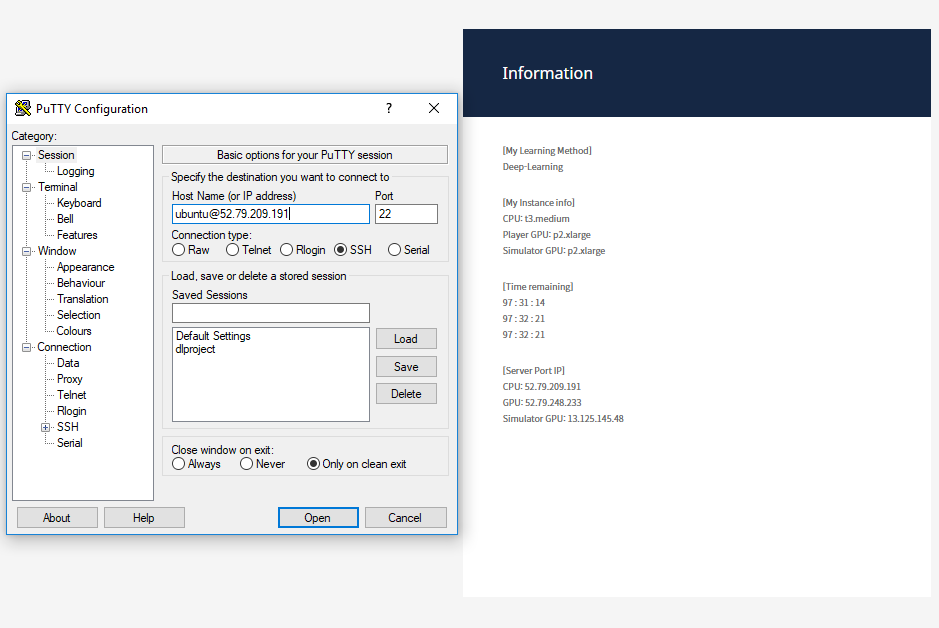 PuTTY Configuration
?
Category:
Session
Logging
Terminal
Keyboard
Bell
Features
Window
Appearance
Behaviour
Translation
Selection
Colours
Connection
Data
Proxy
Telnet
Rlogin
SSH
Serial
Basic options for your PuTTY session
Specify the destination you want to connect to
Host Name (or IP address) Port
ubuntu@52.79.209.191 22
Connection type:
Raw Telnet Rlogin SSH Serial
Load, save or delete a stored session
Saved Sessions
Default Settings
dlproject
Load
Save
Delete
Close window on exit:
Always Never Only on clean exit
About Help Open Cancel
Information
[My Learning Method]
Deep-Learning
[My Instance info]
CPU: t3.medium
Player GPU: p2.xlarge
Simulator GPU: p2.xlarge
[Time remaining]
97 : 31 : 14
97 : 32 : 21
97 : 32 : 21
[Server Port IP]
CPU: 52.79.209.191
GPU: 52.79.248.233
Simulator GPU: 13.125.145.48